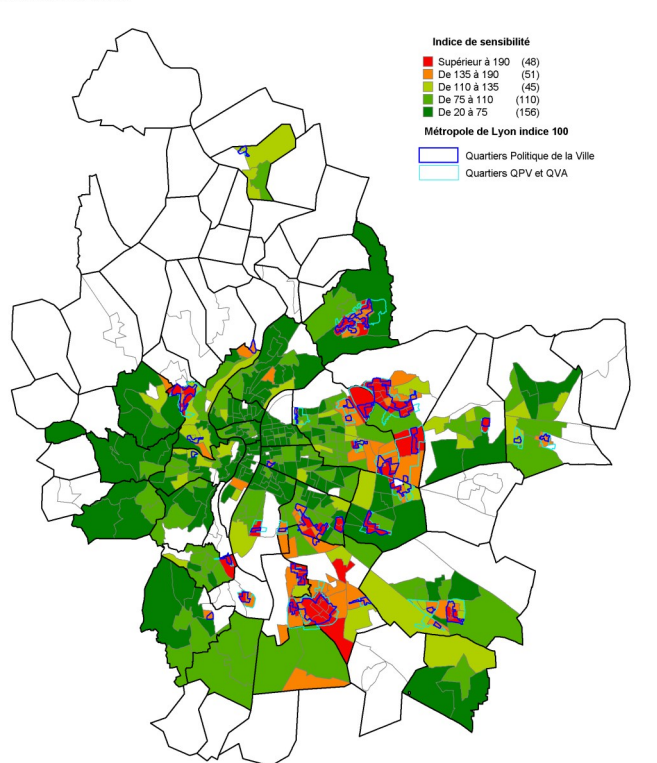 Indice de sensibilité
Supérieur à 190 (48)
De 135 à 190 (51)
De 110 à 135 (45)
De 75 à 110 (110)
De 20 à 75 (156)
Métropole de Lyon indice 100
Quartiers Politique de la Ville
Quartiers QPV et QVA